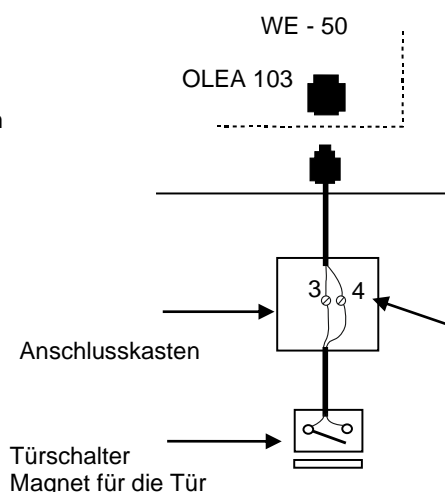 WE - 50
OLEA 103
3 4
Anschlusskasten
Türschalter
Magnet für die Tür